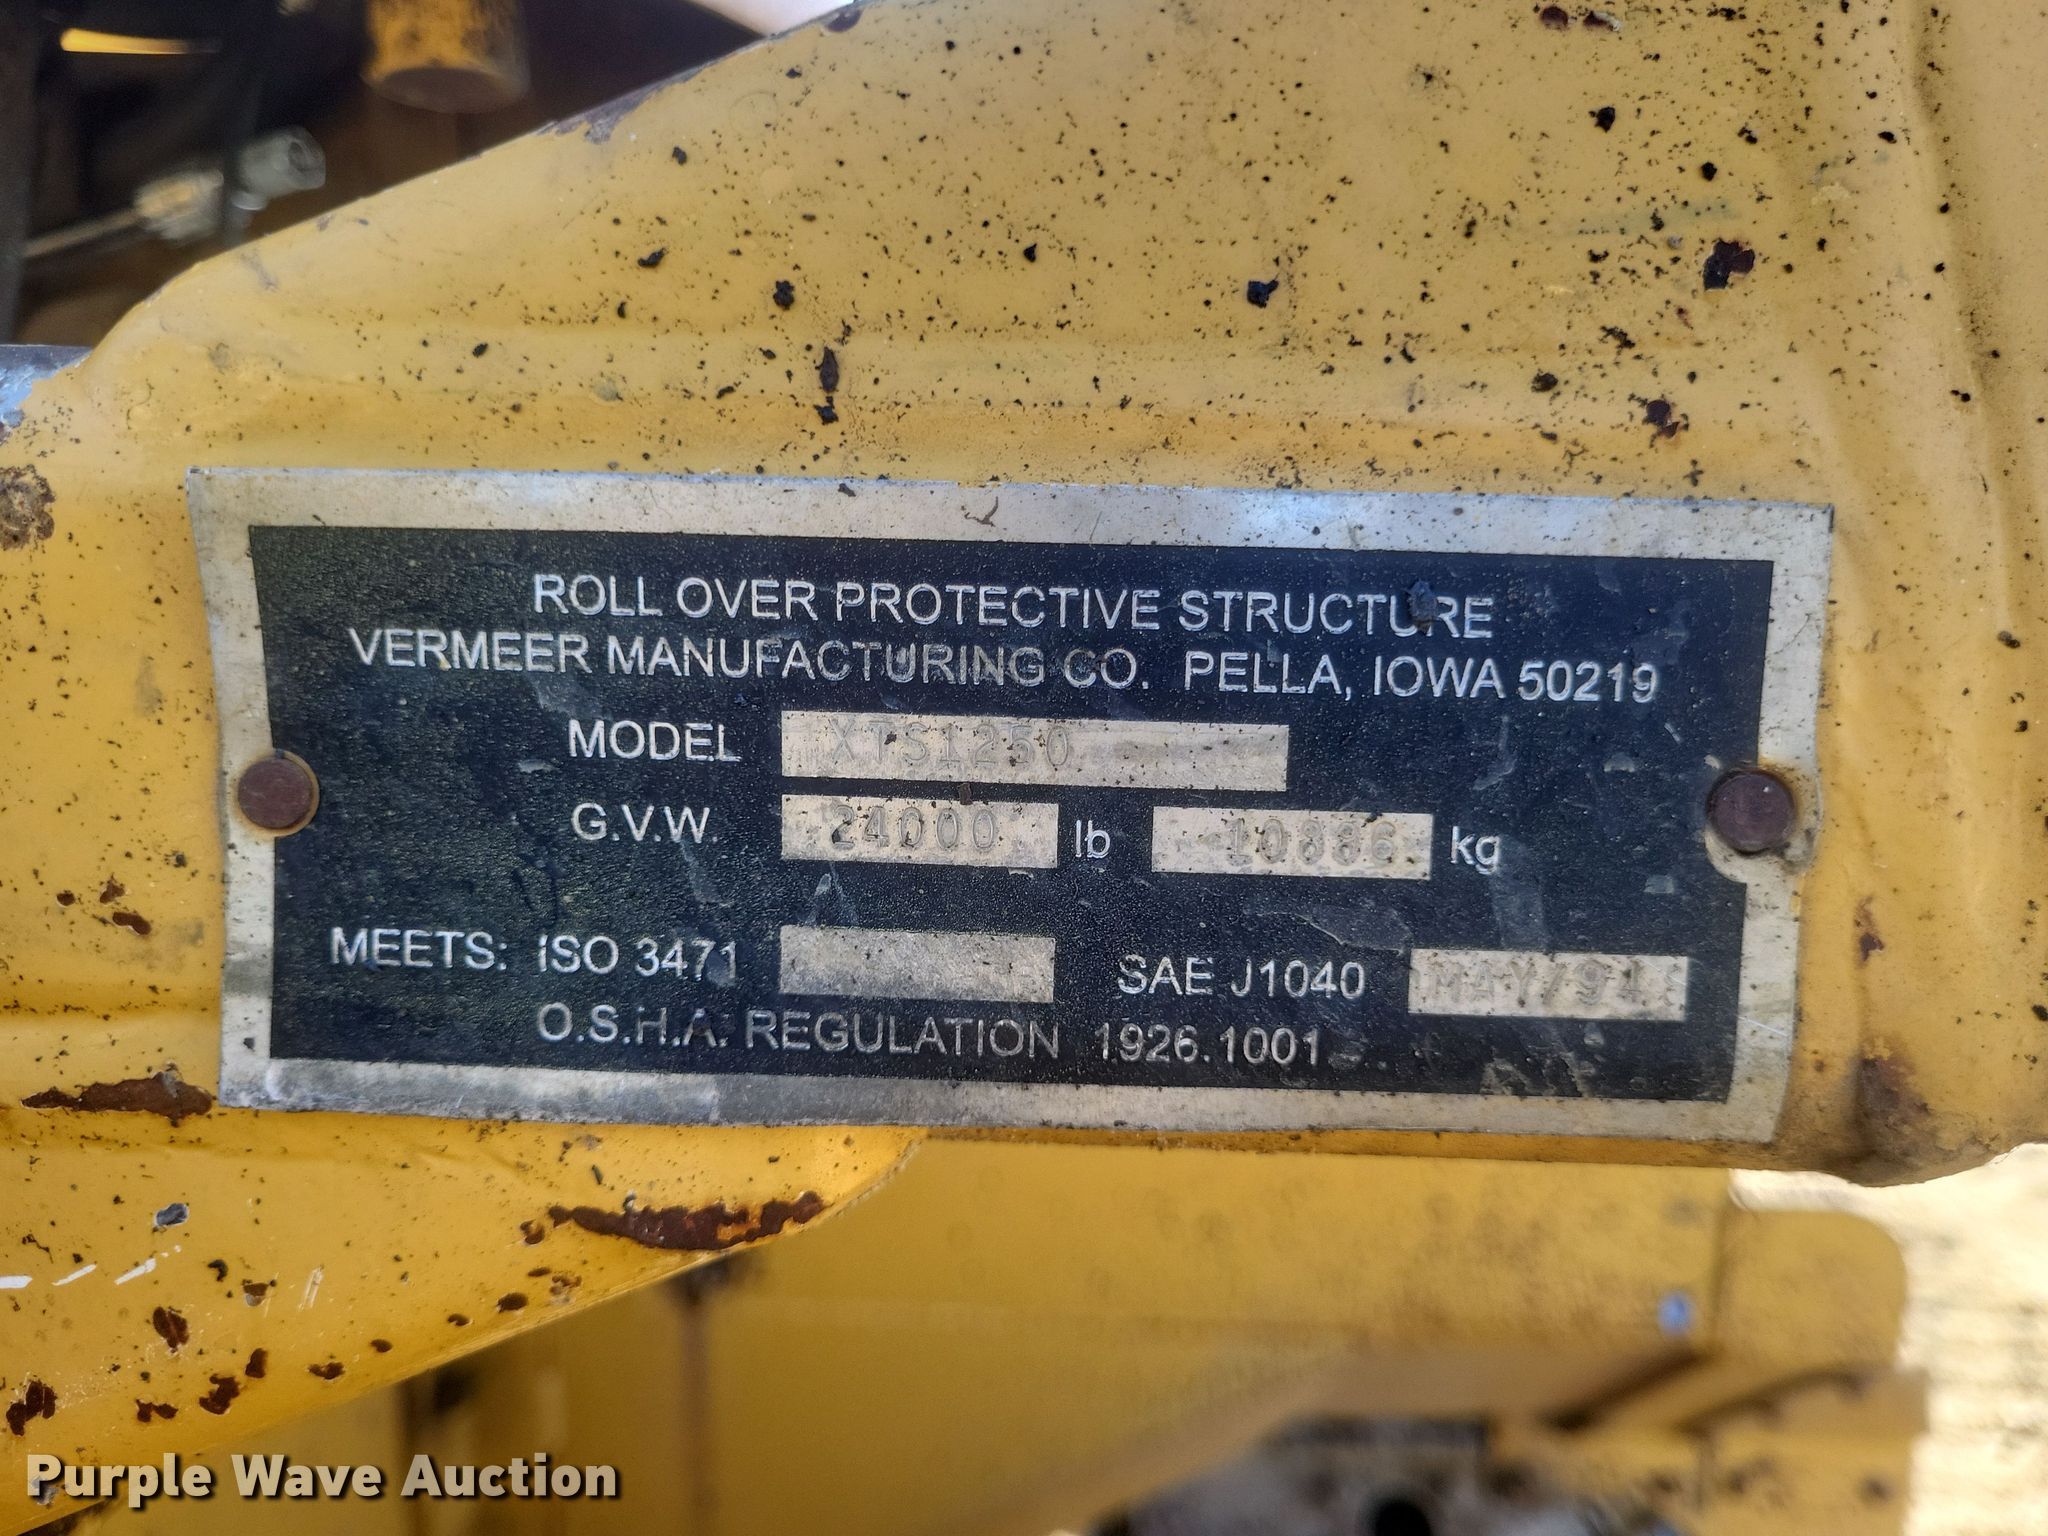 ROLL OVER PROTECTIVE STRUCTURE
VERMEER MANUFACTURING CO. PELLA, IOWA 50219
MODEL XTS1250
G.V.W. 24000 lb 10886 kg
MEETS: ISO 3471 SAE J1040 MAY/94
O.S.H.A. REGULATION 1926.1001
Purple Wave Auction